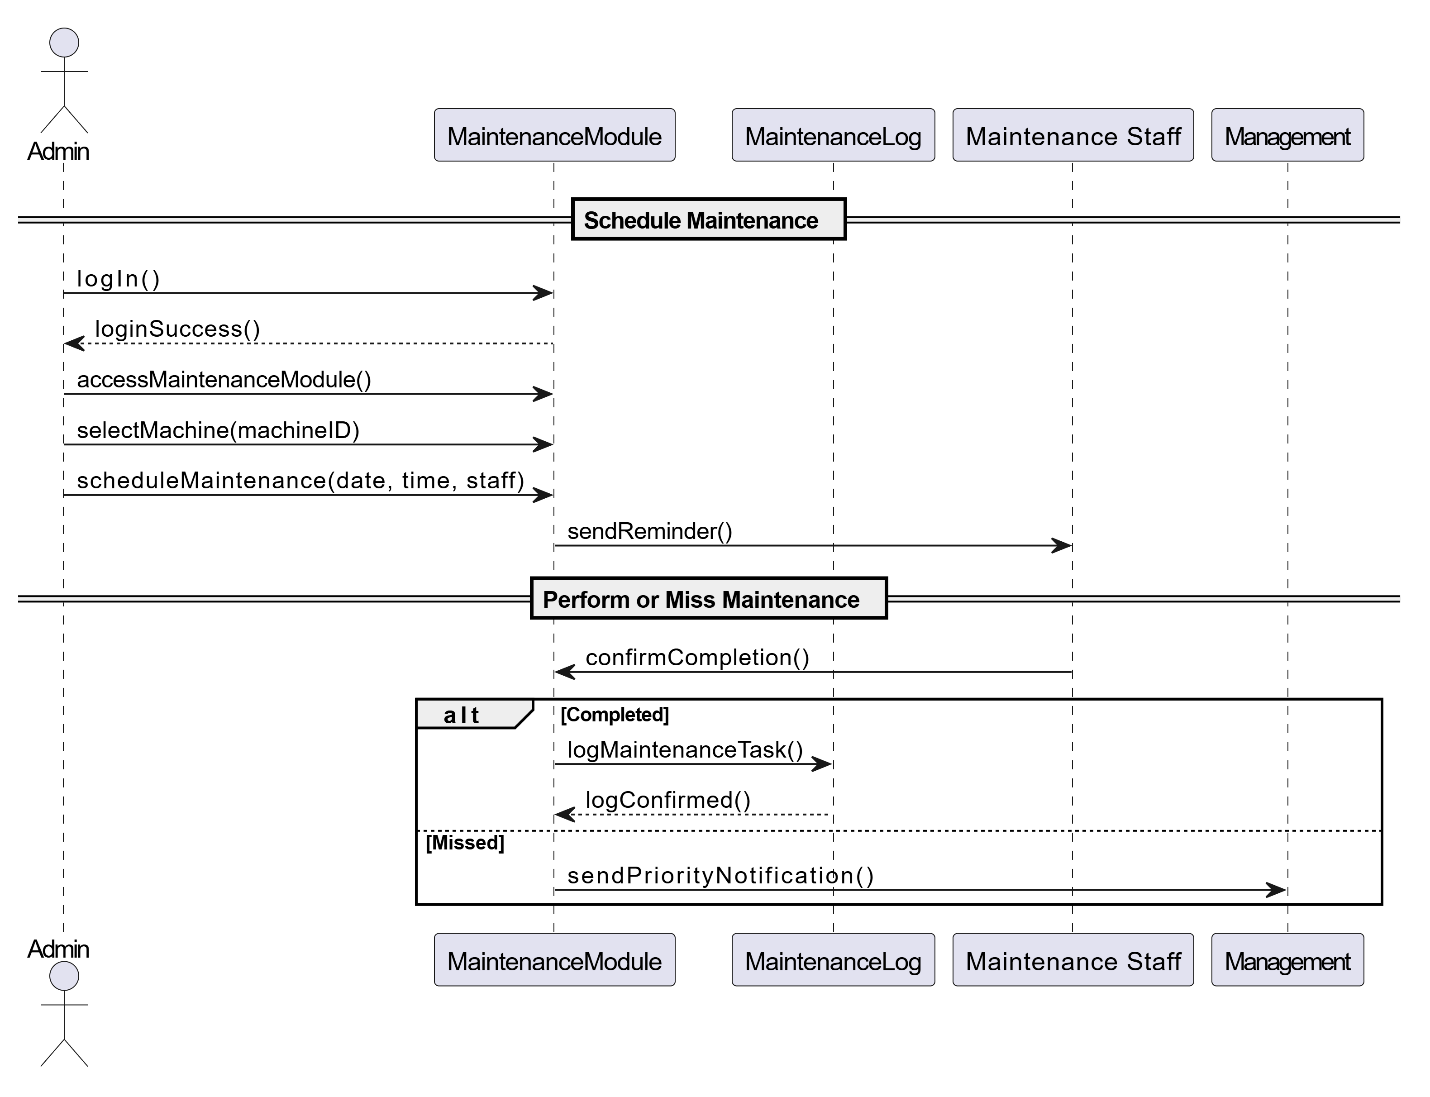 Admin
MaintenanceModule
MaintenanceLog
Maintenance Staff
Management
Schedule Maintenance
logIn()
loginSuccess()
accessMaintenanceModule()
selectMachine(machineID)
scheduleMaintenance(date, time, staff)
sendReminder()
Perform or Miss Maintenance
confirmCompletion()
alt
[Completed]
logMaintenanceTask()
logConfirmed()
[Missed]
sendPriorityNotification()
Admin
MaintenanceModule
MaintenanceLog
Maintenance Staff
Management